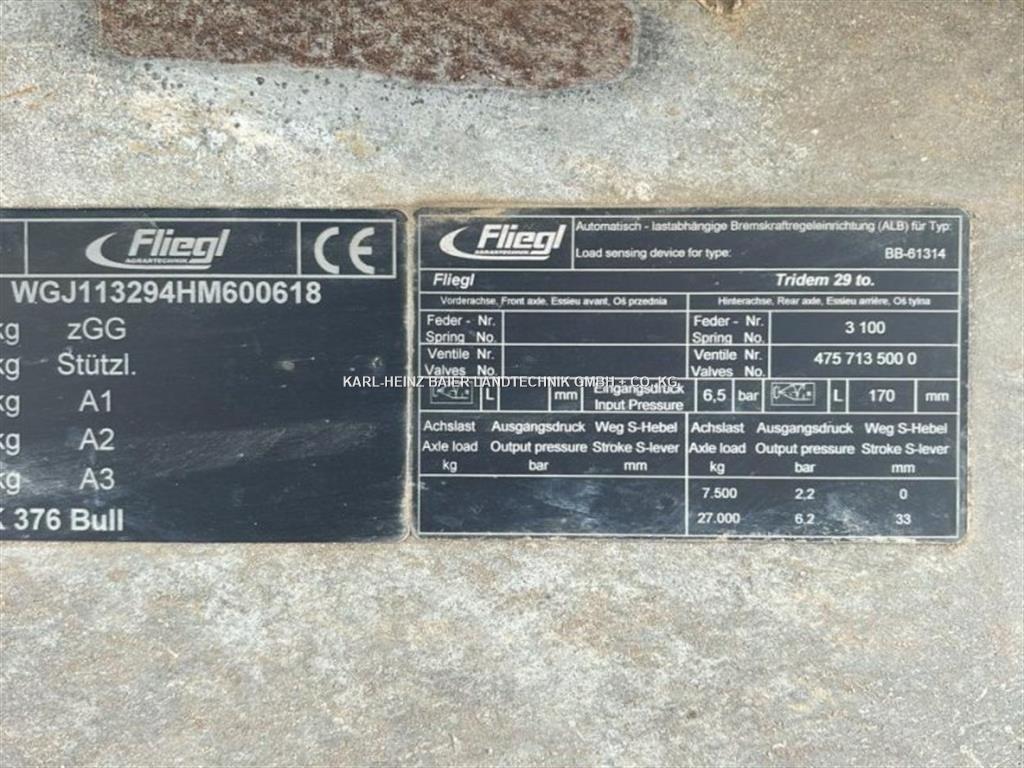 Fliegl
AGRARTECHNIK
CE
WGJ113294HM600618
kg zGG
kg Stützl.
kg A1
kg A2
kg A3
K 376 Bull
Fliegl
AGRARTECHNIK
Automatisch - lastabhängige Bremskraftregeleinrichtung (ALB) für Typ:
Load sensing device for type: BB-61314
Fliegl Tridem 29 to.
Vorderachse, Front axle, Essieu avant, Oś przednia Hinterachse, Rear axle, Essieu arrière, Oś tylna
Feder - Nr. Feder - Nr. 3 100
Spring No. Spring No.
Ventile Nr. Ventile Nr. 475 713 500 0
Valves No. Valves No.
KARL-HEINZ BAIER LANDTECHNIK GMBH + CO. KG,
L mm Eingangsdruck 6,5 bar L 170 mm
Input Pressure
Achslast Ausgangsdruck Weg S-Hebel Achslast Ausgangsdruck Weg S-Hebel
Axle load Output pressure Stroke S-lever Axle load Output pressure Stroke S-lever
kg bar mm kg bar mm
7.500 2,2 0
27.000 6.2 33